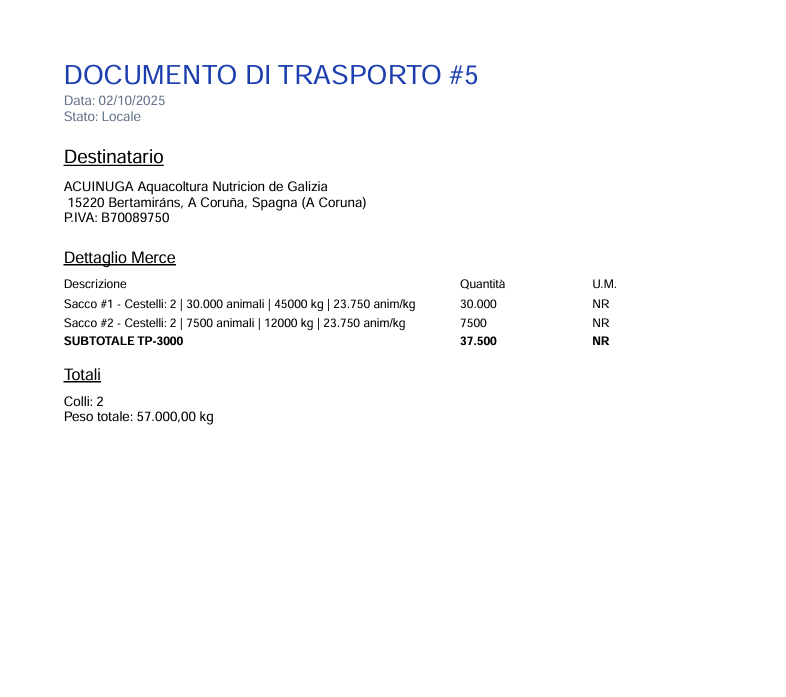 DOCUMENTO DI TRASPORTO #5
Data: 02/10/2025
Stato: Locale
Destinatario
ACUINUGA Aquacoltura Nutricion de Galizia
15220 Bertamiráns, A Coruña, Spagna (A Coruna)
P.IVA: B70089750
Dettaglio Merce
Descrizione Quantità U.M.
Sacco #1 - Cestelli: 2 | 30.000 animali | 45000 kg | 23.750 anim/kg 30.000 NR
Sacco #2 - Cestelli: 2 | 7500 animali | 12000 kg | 23.750 anim/kg 7500 NR
SUBTOTALE TP-3000 37.500 NR
Totali
Colli: 2
Peso totale: 57.000,00 kg